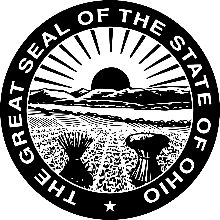 THE GREAT SEAL OF THE STATE OF OHIO